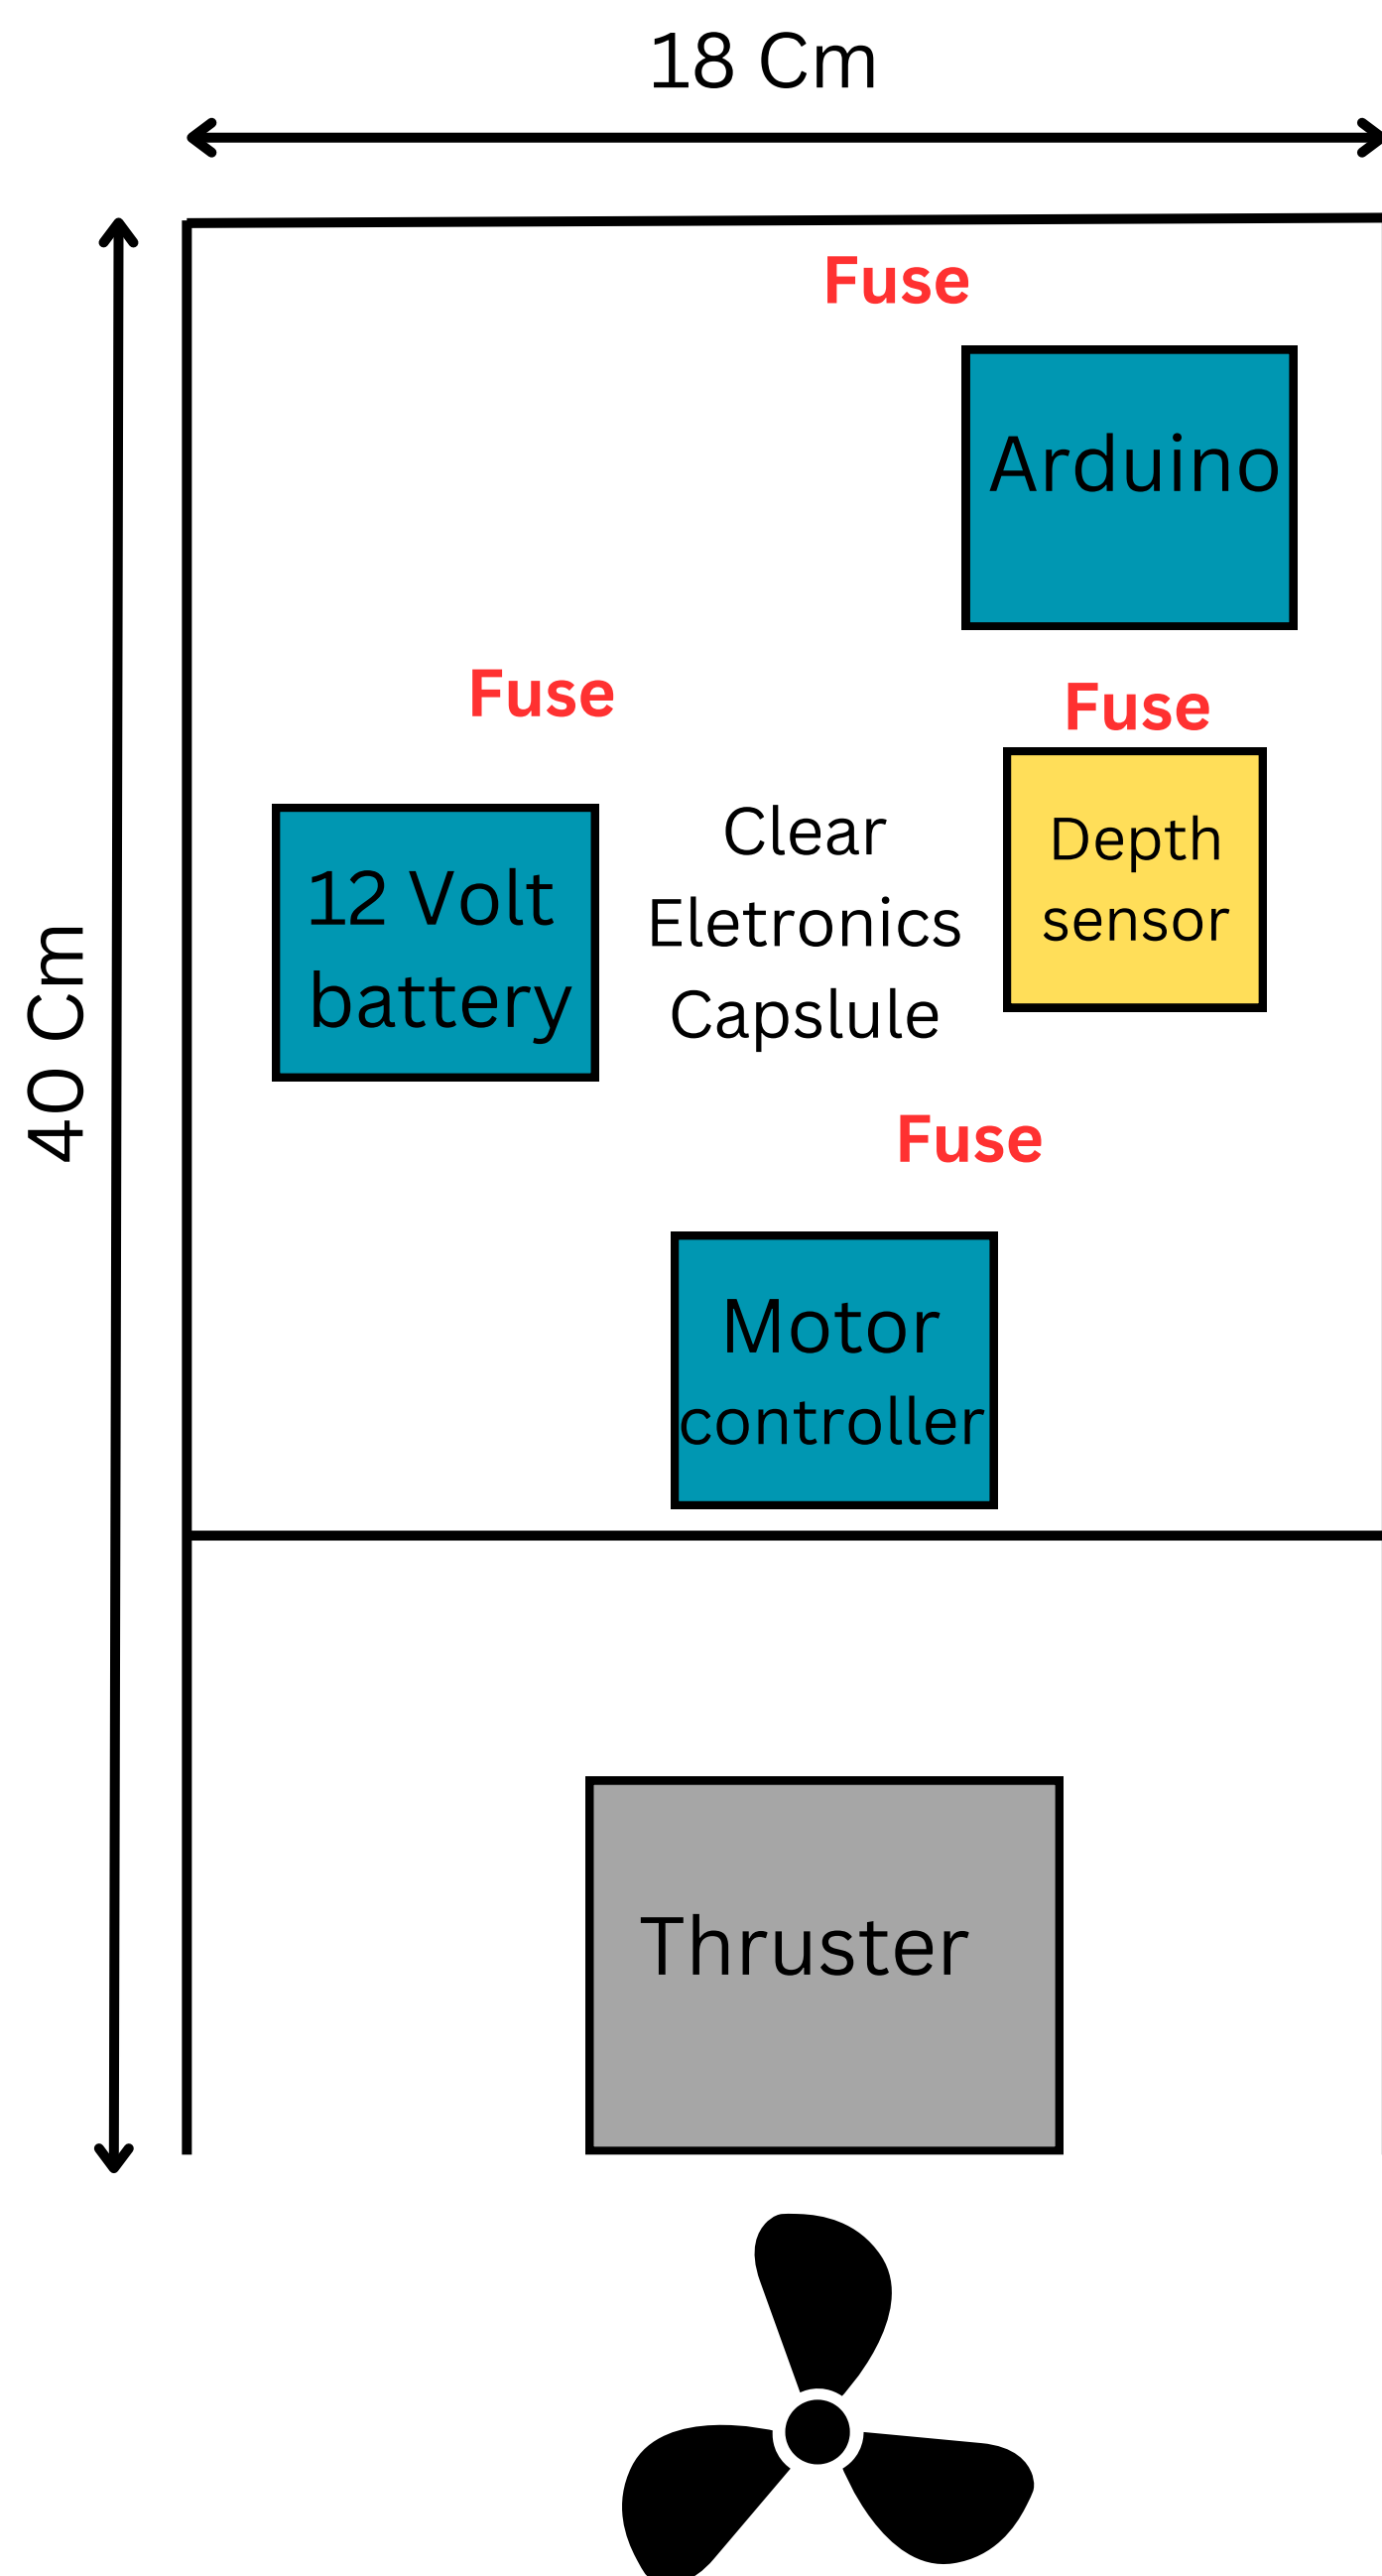 18 Cm
Fuse
Arduino
Fuse
Fuse
40 Cm
12 Volt
battery
Clear
Eletronics
Capslule
Depth
sensor
Fuse
Motor
controller
Thruster